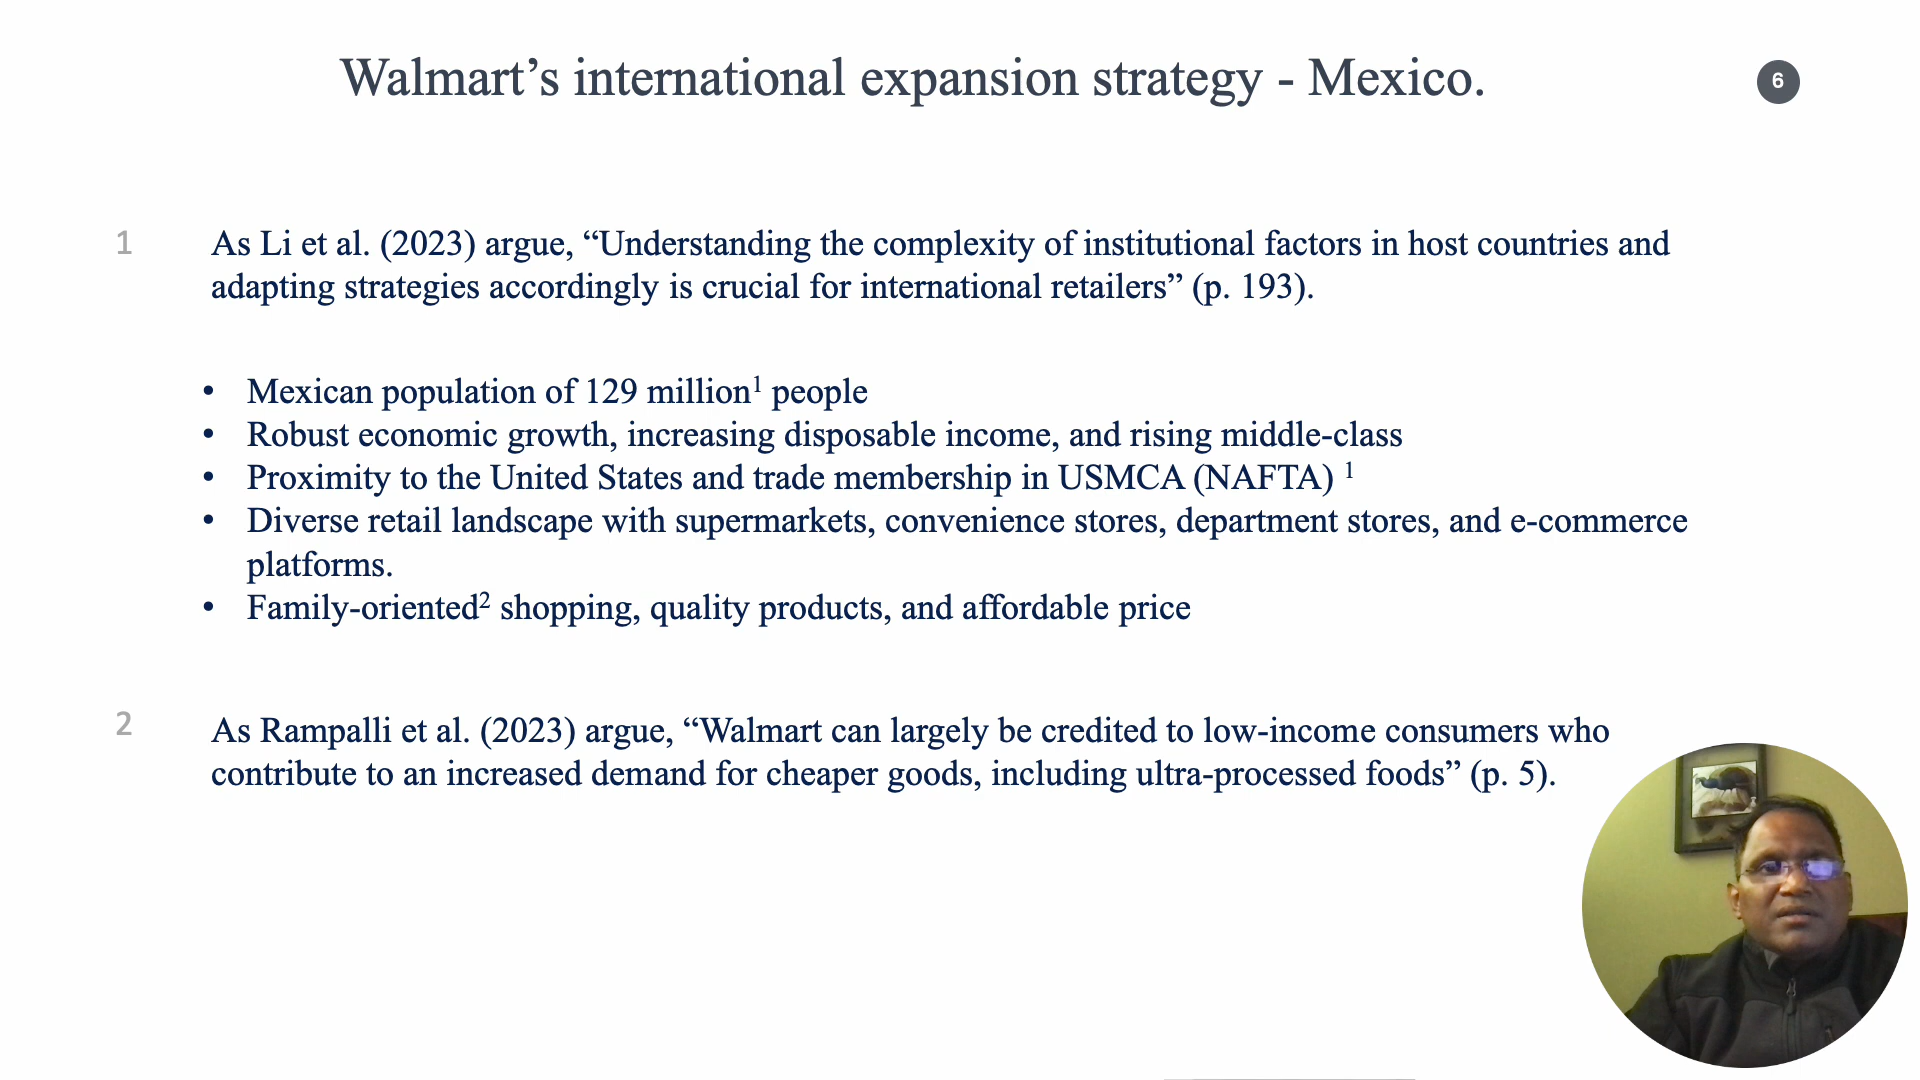 Walmart’s international expansion strategy - Mexico.
6
1
As Li et al. (2023) argue, “Understanding the complexity of institutional factors in host countries and
adapting strategies accordingly is crucial for international retailers” (p. 193).
• Mexican population of 129 million¹ people
• Robust economic growth, increasing disposable income, and rising middle-class
• Proximity to the United States and trade membership in USMCA (NAFTA) ¹
• Diverse retail landscape with supermarkets, convenience stores, department stores, and e-commerce
platforms.
• Family-oriented² shopping, quality products, and affordable price
2
As Rampalli et al. (2023) argue, “Walmart can largely be credited to low-income consumers who
contribute to an increased demand for cheaper goods, including ultra-processed foods” (p. 5).